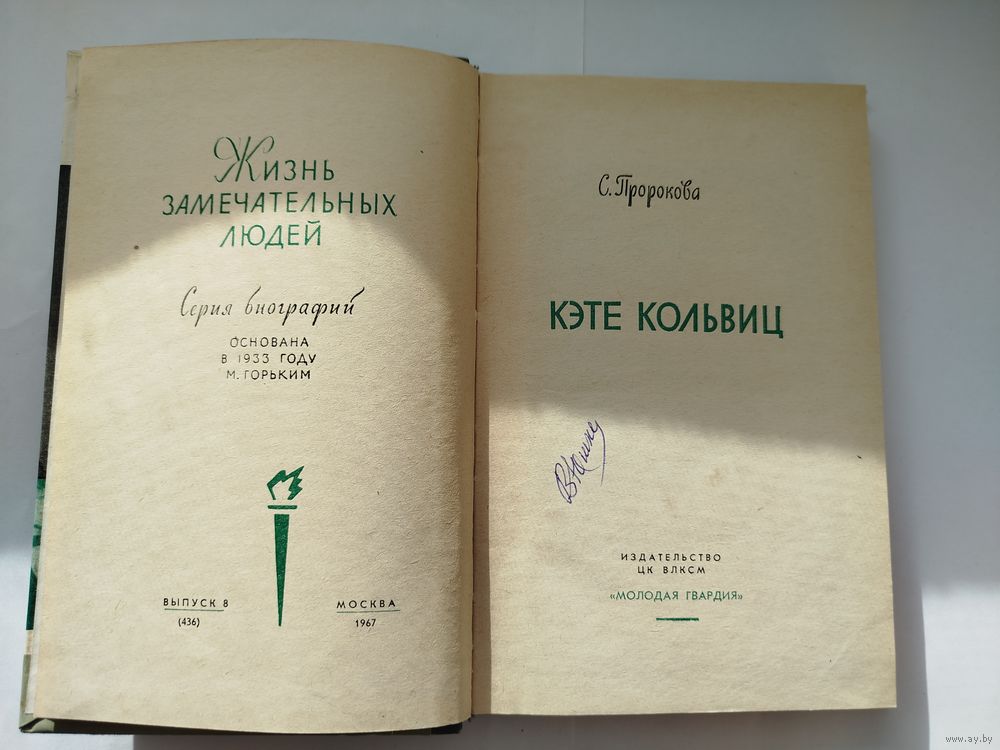 Жизнь
ЗАМЕЧАТЕЛЬНЫХ
ЛЮДЕЙ
Серия биографий
ОСНОВАНА
В 1933 ГОДУ
М. ГОРЬКИМ
ВЫПУСК 8
(436)
МОСКВА
1967
С. Пророкова
КЭТЕ КОЛЬВИЦ
ИЗДАТЕЛЬСТВО
ЦК ВЛКСМ
«МОЛОДАЯ ГВАРДИЯ»
www.ay.by